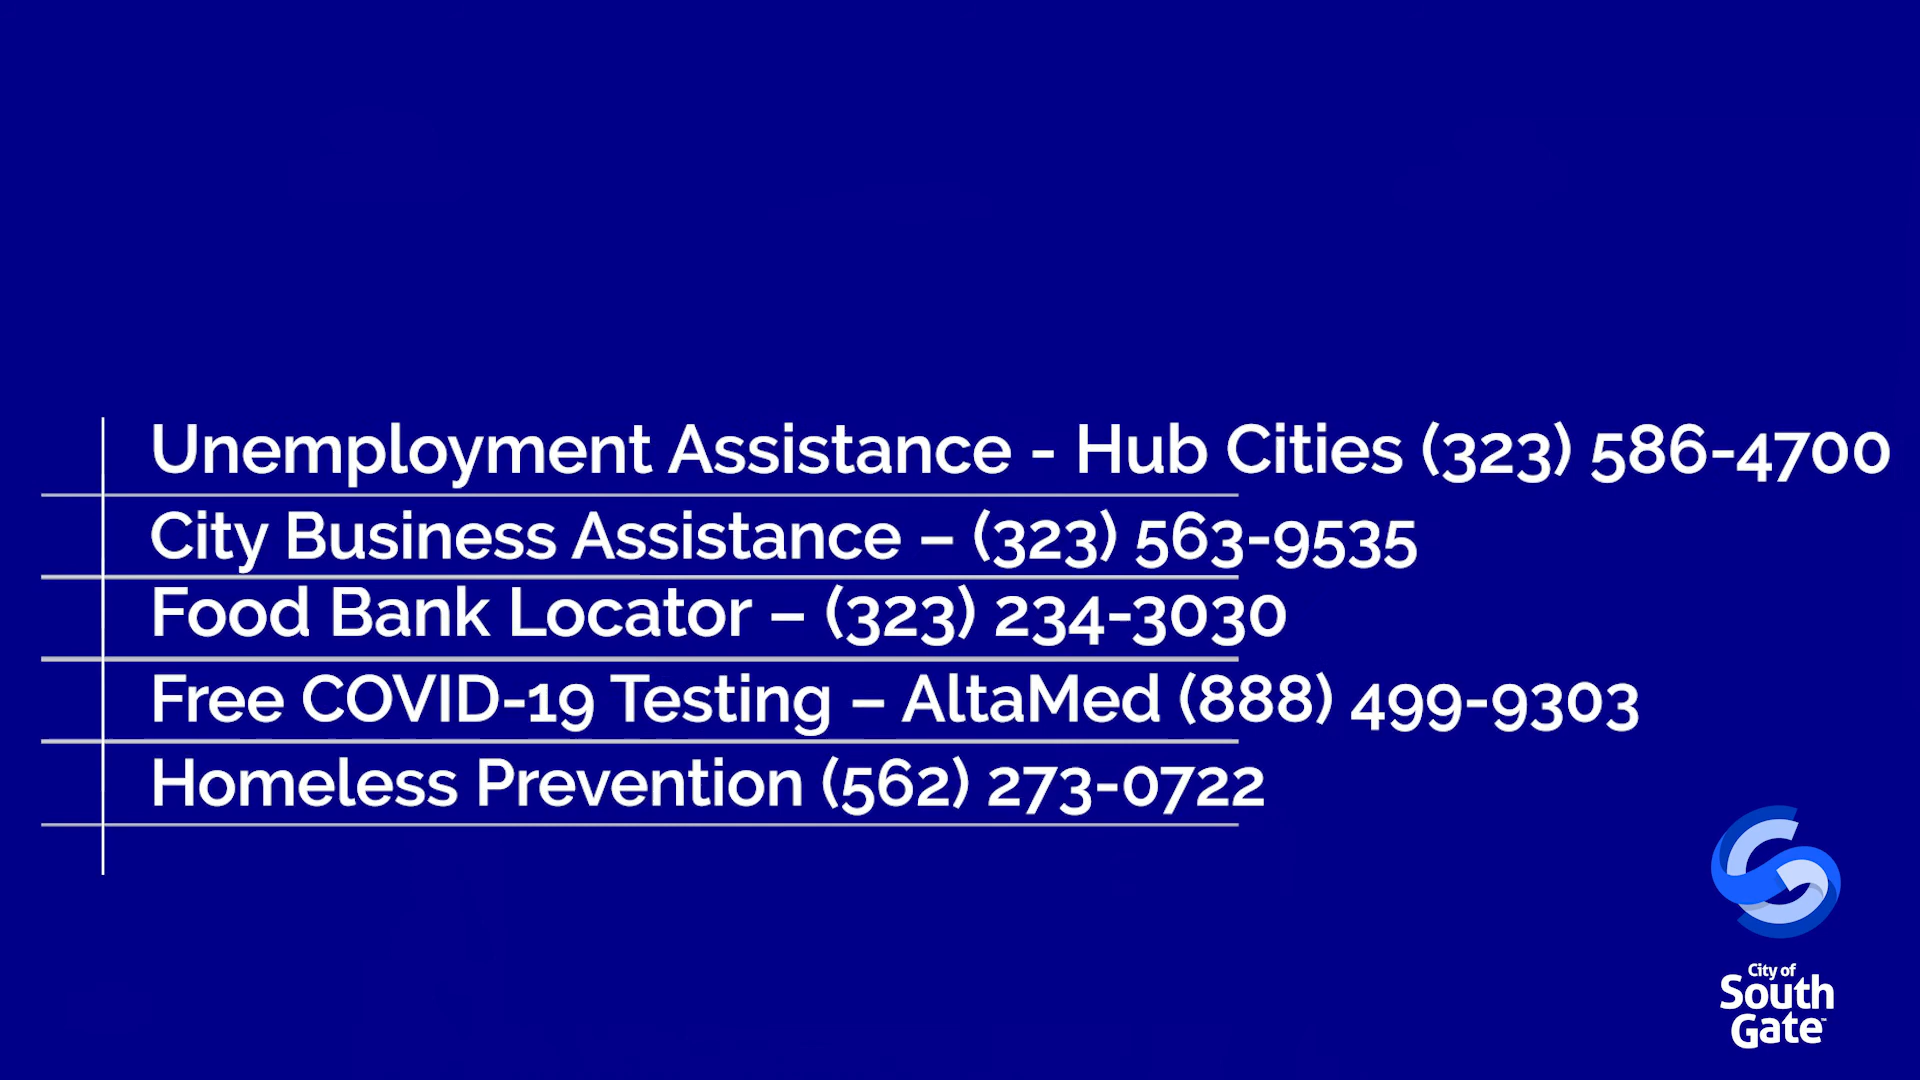 Unemployment Assistance - Hub Cities (323) 586-4700
City Business Assistance – (323) 563-9535
Food Bank Locator – (323) 234-3030
Free COVID-19 Testing – AltaMed (888) 499-9303
Homeless Prevention (562) 273-0722
City of
South
Gate™